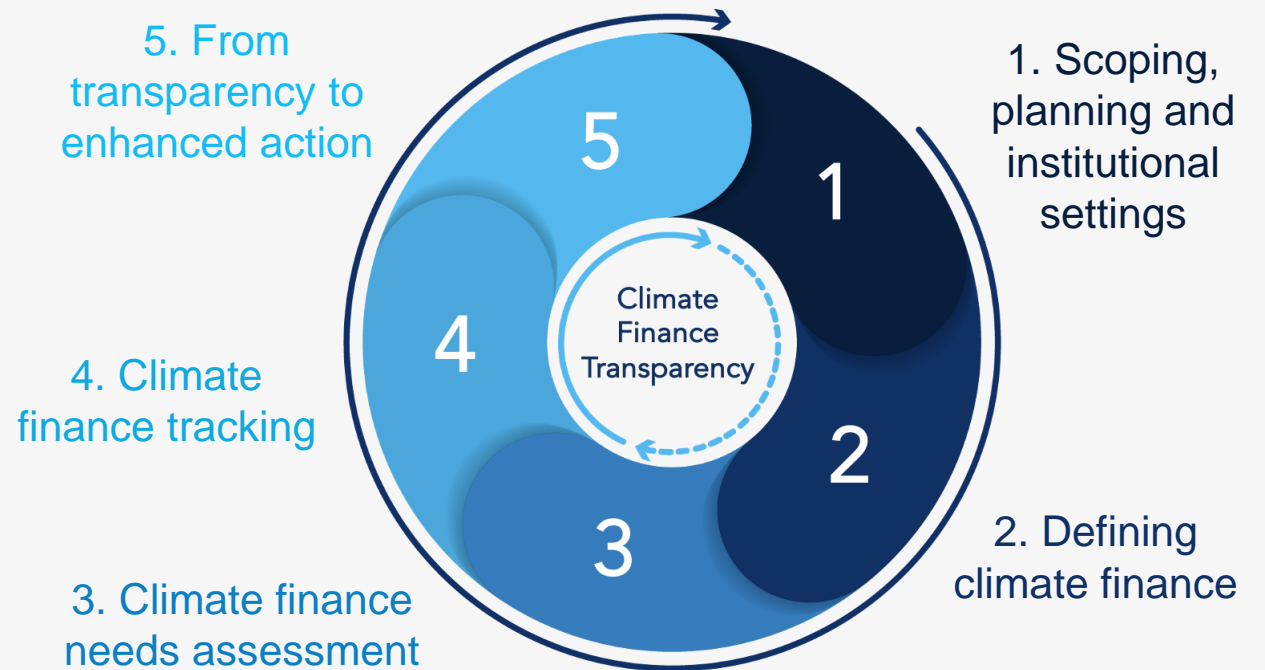 1. Scoping,
planning and
institutional
settings
2. Defining
climate finance
3. Climate finance
needs assessment
4. Climate
finance tracking
5. From
transparency to
enhanced action
1
2
3
4
5
Climate
Finance
Transparency